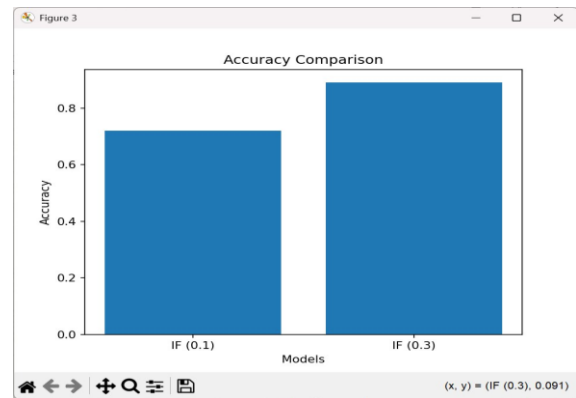 Figure 3
Accuracy Comparison
0.8
0.6
0.4
0.2
0.0
Accuracy
IF (0.1)
IF (0.3)
Models
(x, y) = (IF (0.3), 0.091)